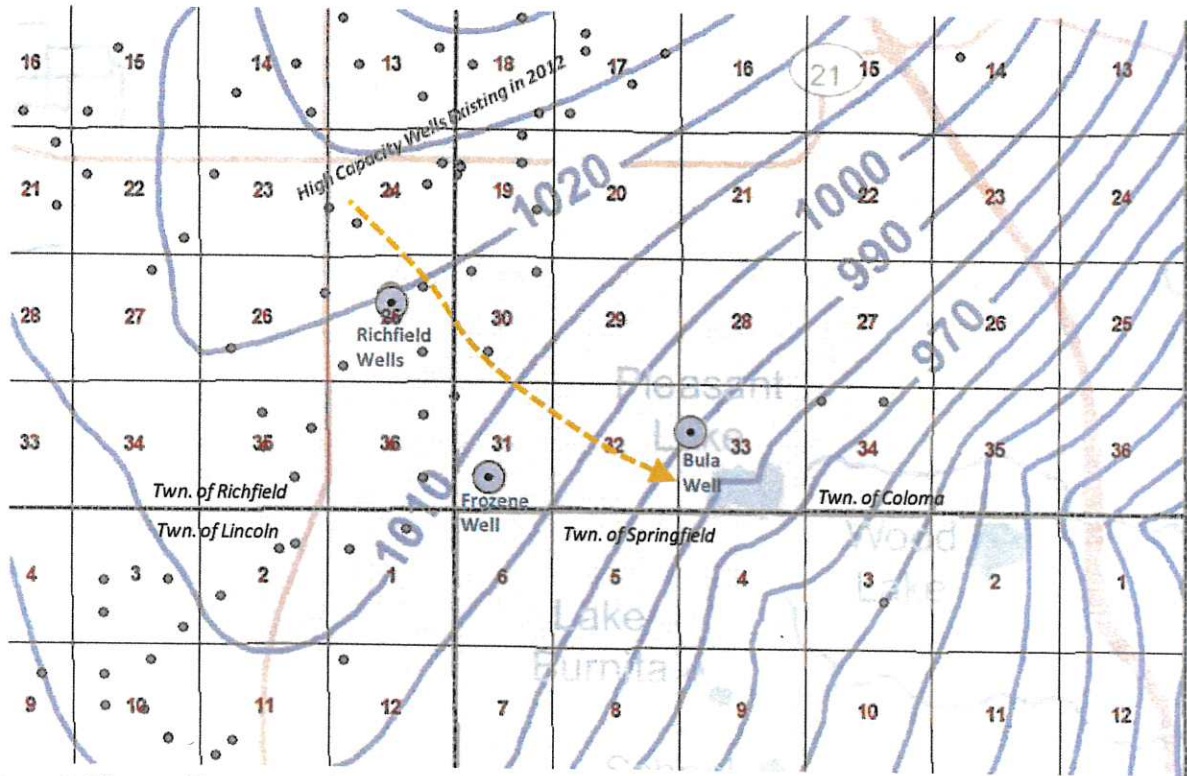 16 15 14 13 18 17 16 15 14 13
21
High Capacity Wells Existing in 2012
21 22 23 24 19 20 21 22 23 24
1020
1000
990
970
28 27 26 25 30 29 28 27 26 25
Richfield
Wells
Pleasant
Lake
33 34 35 36 31 32 33 34 35 36
Bula
Well
Frozene
Well
1010
Twn. of Richfield
Twn. of Coloma
Twn. of Lincoln
Twn. of Springfield
Wood
Lake
4 3 2 1 6 5 4 3 2 1
Lake
Burnita
9 10 11 12 7 8 9 10 11 12